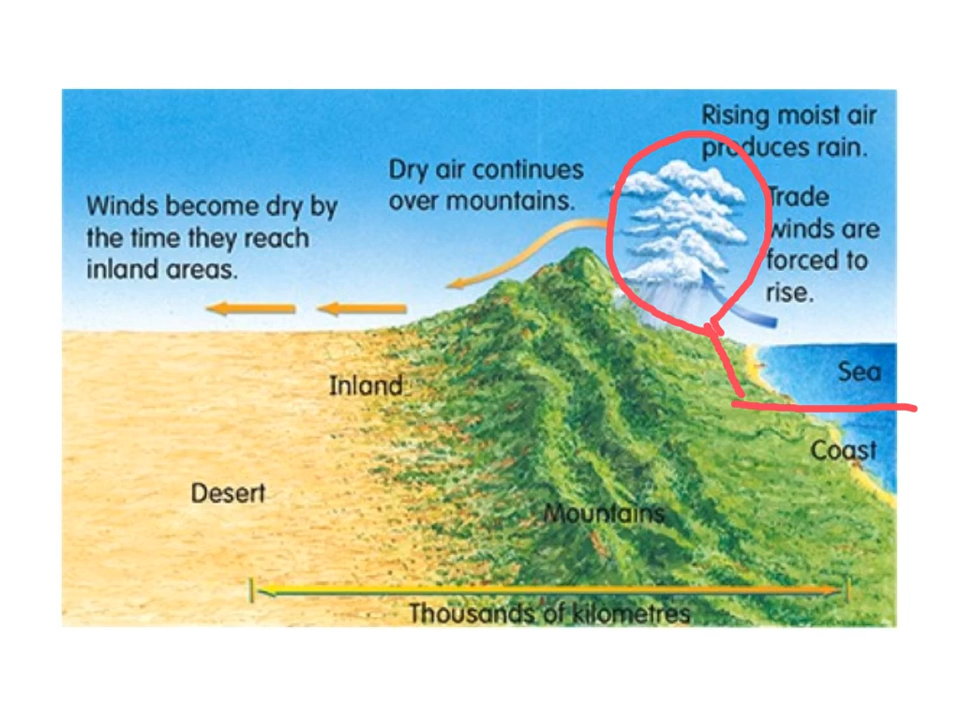 Rising moist air
produces rain.
Dry air continues
over mountains.
Trade
winds are
forced to
rise.
Winds become dry by
the time they reach
inland areas.
Sea
Inland
Coast
Desert
Mountains
Thousands of kilometres